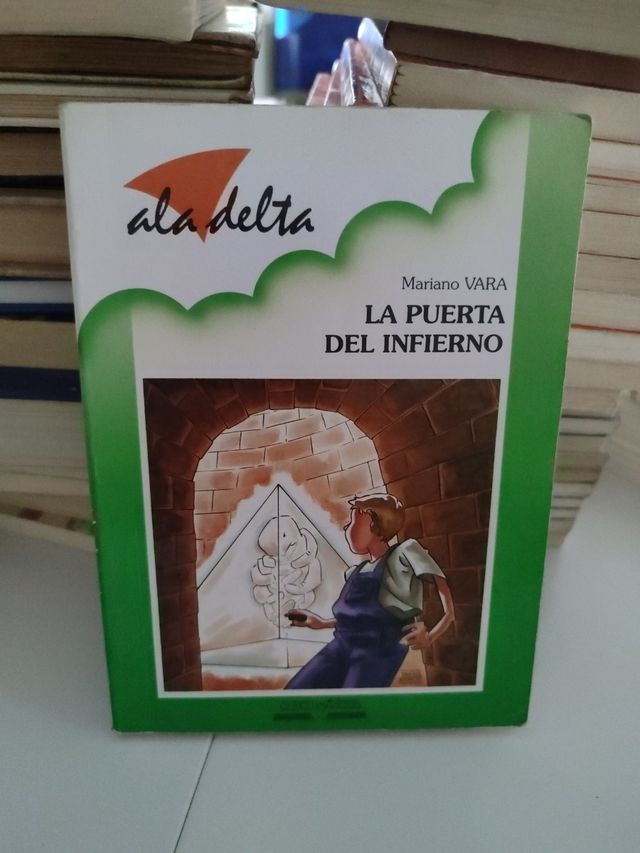 ala delta
Mariano VARA
LA PUERTA
DEL INFIERNO